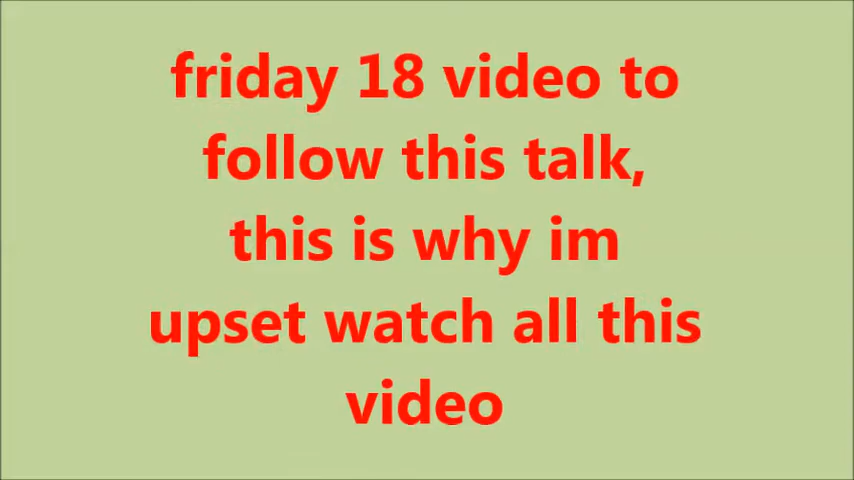 friday 18 video to
follow this talk,
this is why im
upset watch all this
video